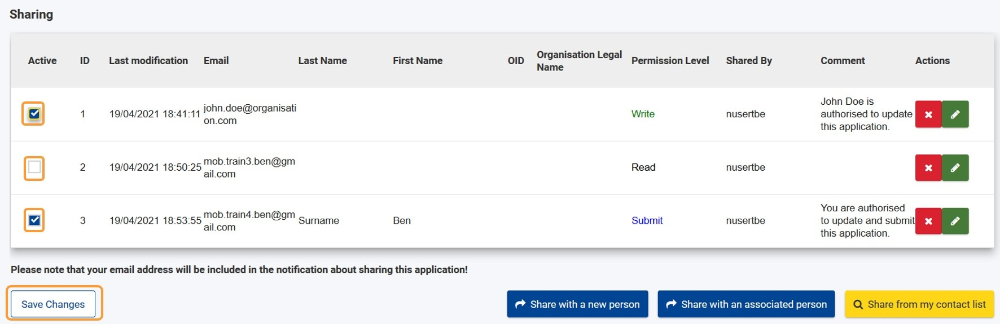 Sharing
Active ID Last modification Email Last Name First Name OID Organisation Legal Name Permission Level Shared By Comment Actions
1 19/04/2021 18:41:11 john.doe@organisati
on.com
Write nusertbe
John Doe is
authorised to update
this application.
2 19/04/2021 18:50:25 mob.train3.ben@gm
ail.com
Read nusertbe
3 19/04/2021 18:53:55 mob.train4.ben@gm
ail.com
Surname Ben Submit nusertbe
You are authorised
to update and submit
this application.
Please note that your email address will be included in the notification about sharing this application!
Save Changes Share with a new person Share with an associated person Share from my contact list